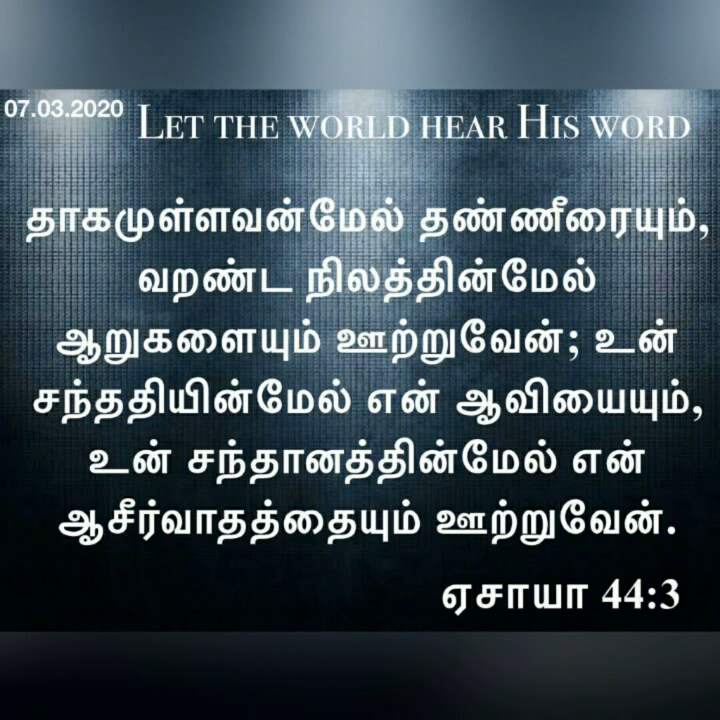 07.03.2020 LET THE WORLD HEAR HIS WORD
தாகமுள்ளவன்மேல் தண்ணீரையும்,
வறண்ட நிலத்தின்மேல்
ஆறுகளையும் ஊற்றுவேன்; உன்
சந்ததியின்மேல் என் ஆவியையும்,
உன் சந்தானத்தின்மேல் என்
ஆசீர்வாதத்தையும் ஊற்றுவேன்.
ஏசாயா 44:3